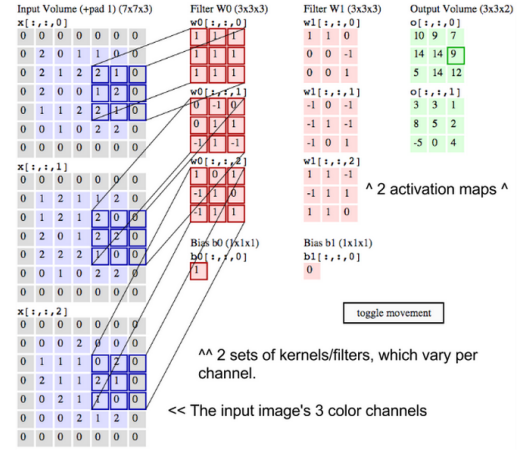 Input Volume (+pad 1) (7x7x3)
x[:,:,0]
0 0 0 0 0 0 0
0 2 0 1 1 0 0
0 2 1 2 2 1 0
0 2 0 0 1 2 0
0 1 1 2 2 1 0
0 0 1 0 2 2 0
0 0 0 0 0 0 0
x[:,:,1]
0 0 0 0 0 0 0
0 1 2 1 1 2 0
0 1 2 1 2 0 0
0 2 0 1 2 2 0
0 2 2 2 1 0 0
0 0 1 0 2 2 0
0 0 0 0 0 0 0
x[:,:,2]
0 0 0 0 0 0 0
0 0 0 2 0 0 0
0 1 1 1 0 2 0
0 2 1 1 2 1 0
0 0 2 1 1 0 0
0 0 0 2 1 2 0
0 0 0 0 0 0 0
Filter W0 (3x3x3)
w0[:,:,0]
1 1 1
1 1 1
1 1 1
w0[:,:,1]
0 -1 0
0 1 1
-1 1 -1
w0[:,:,2]
1 0 1
-1 1 0
-1 1 1
Bias b0 (1x1x1)
b0[:,:,0]
1
Filter W1 (3x3x3)
w1[:,:,0]
1 1 0
0 0 -1
0 0 1
w1[:,:,1]
-1 0 -1
-1 1 -1
-1 0 1
w1[:,:,2]
1 1 -1
-1 1 1
1 1 0
Bias b1 (1x1x1)
b1[:,:,0]
0
Output Volume (3x3x2)
o[:,:,0]
10 9 7
14 14 9
5 14 12
o[:,:,1]
3 3 1
8 5 2
-5 0 4
^ 2 activation maps ^
toggle movement
^^ 2 sets of kernels/filters, which vary per
channel.
<< The input image's 3 color channels